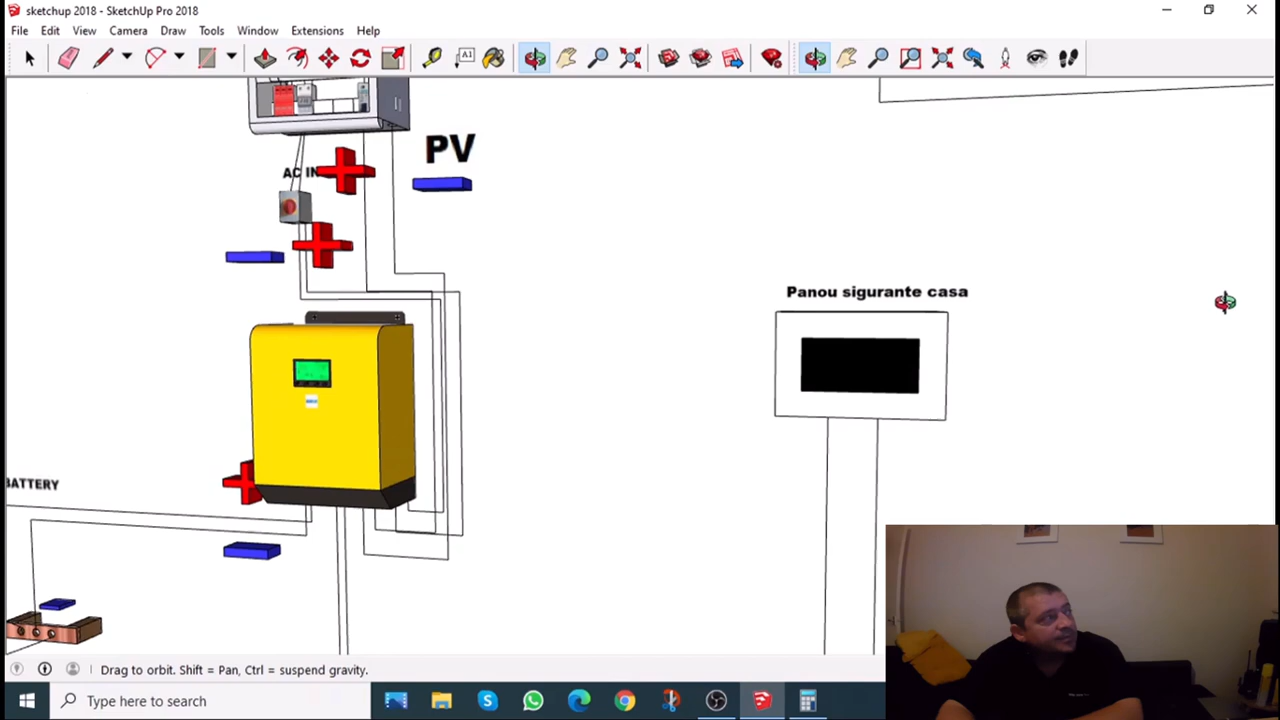 sketchup 2018 - SketchUp Pro 2018
File Edit View Camera Draw Tools Window Extensions Help
A1
PV
AC IN
Panou sigurante casa
BATTERY
Drag to orbit. Shift = Pan, Ctrl = suspend gravity.
Type here to search